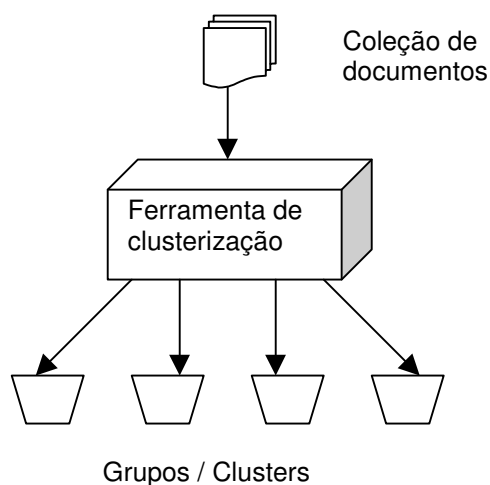 Coleção de
documentos
Ferramenta de
clusterização
Grupos / Clusters